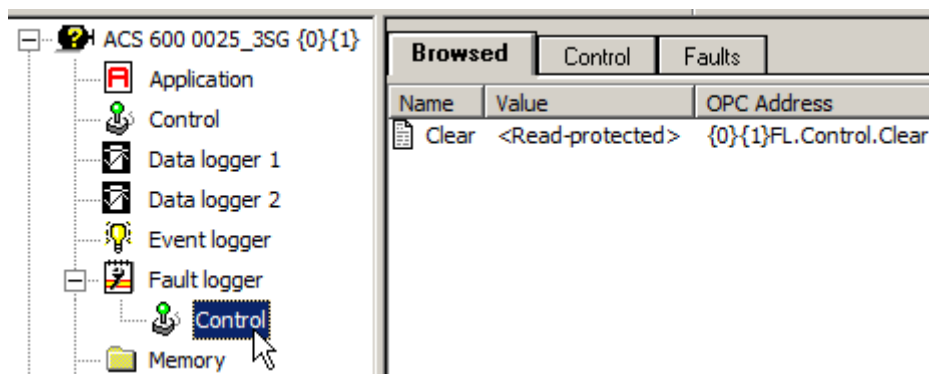 ACS 600 0025_3SG {0}{1}
Application
Control
Data logger 1
Data logger 2
Event logger
Fault logger
Control
Memory
Browsed Control Faults
Name Value OPC Address
Clear <Read-protected> {0}{1}FL.Control.Clear